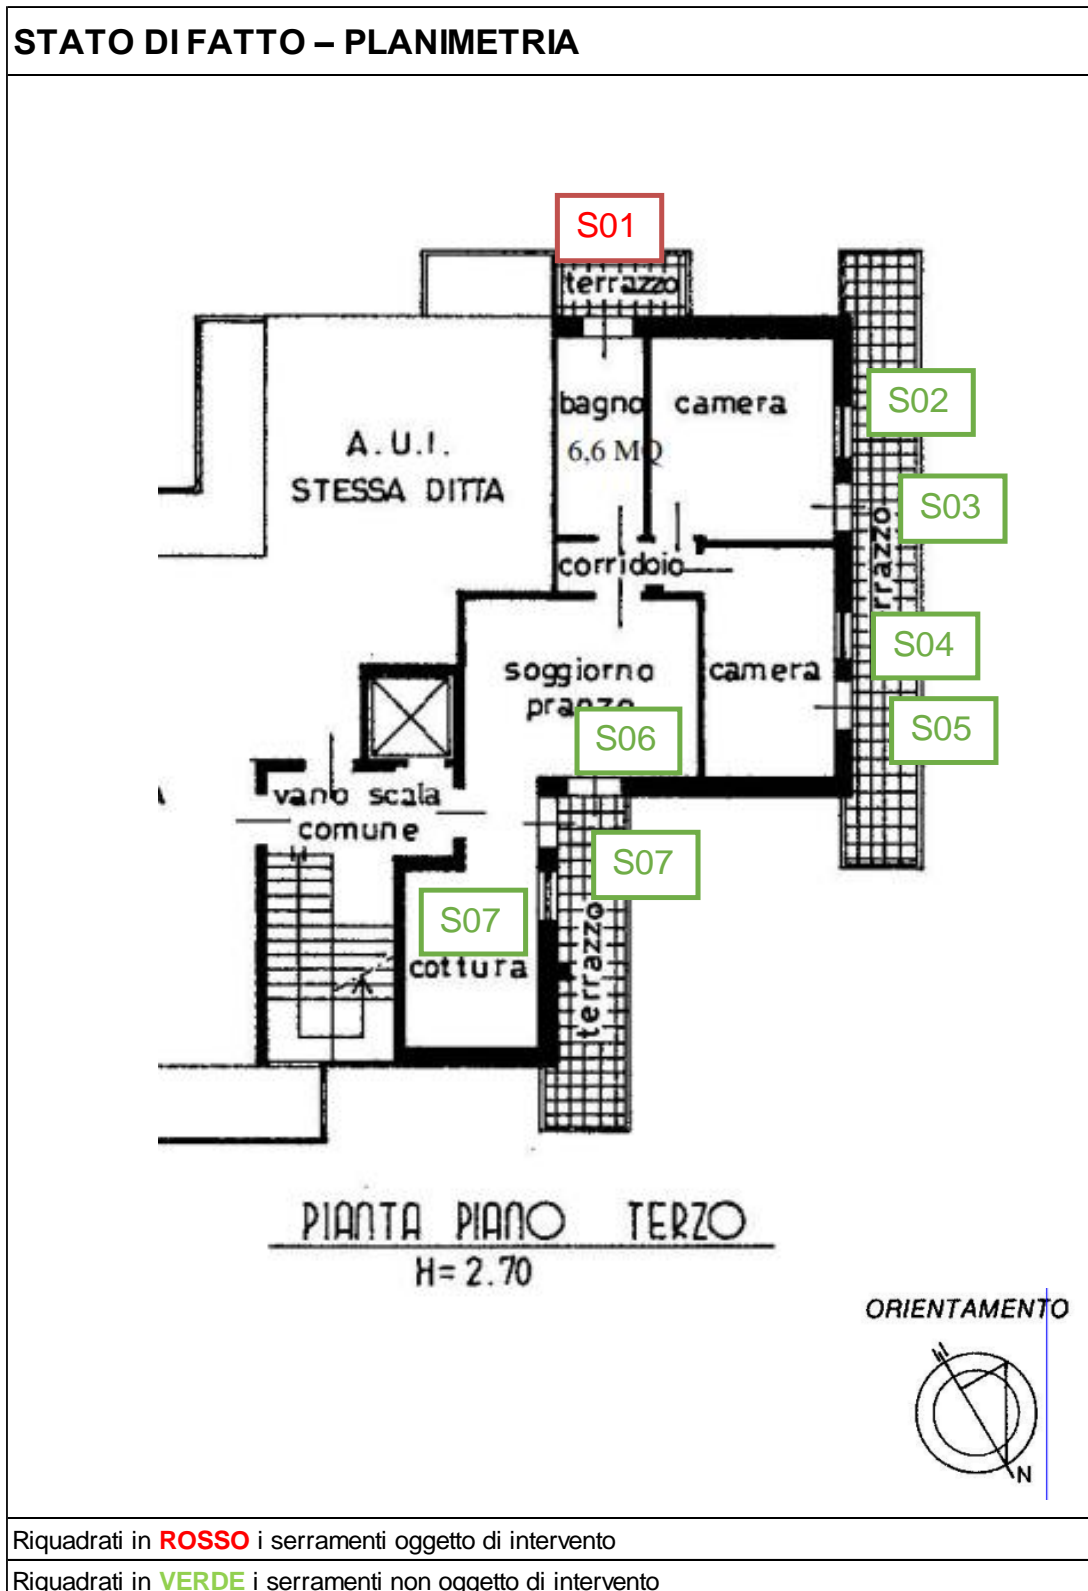 STATO DI FATTO – PLANIMETRIA
S01
terrazzo
bagno
camera
6,6 MQ
A.U.I.
STESSA DITTA
S02
S03
corridoio
S04
soggiorno
camera
S05
S06
vano scala
comune
S07
S07
cottura
terrazzo
PIANTA PIANO TERZO
H=2.70
ORIENTAMENTO
N
Riquadrati in ROSSO i serramenti oggetto di intervento
Riquadrati in VERDE i serramenti non oggetto di intervento